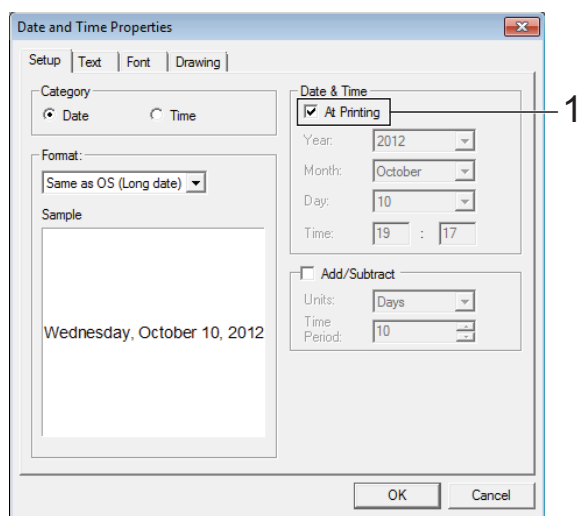 Date and Time Properties
Setup Text Font Drawing
Category
Date Time
Format:
Same as OS (Long date)
Sample
Wednesday, October 10, 2012
Date & Time
At Printing
1
Year: 2012
Month: October
Day: 10
Time: 19 : 17
Add/Subtract
Units: Days
Time
Period: 10
OK Cancel